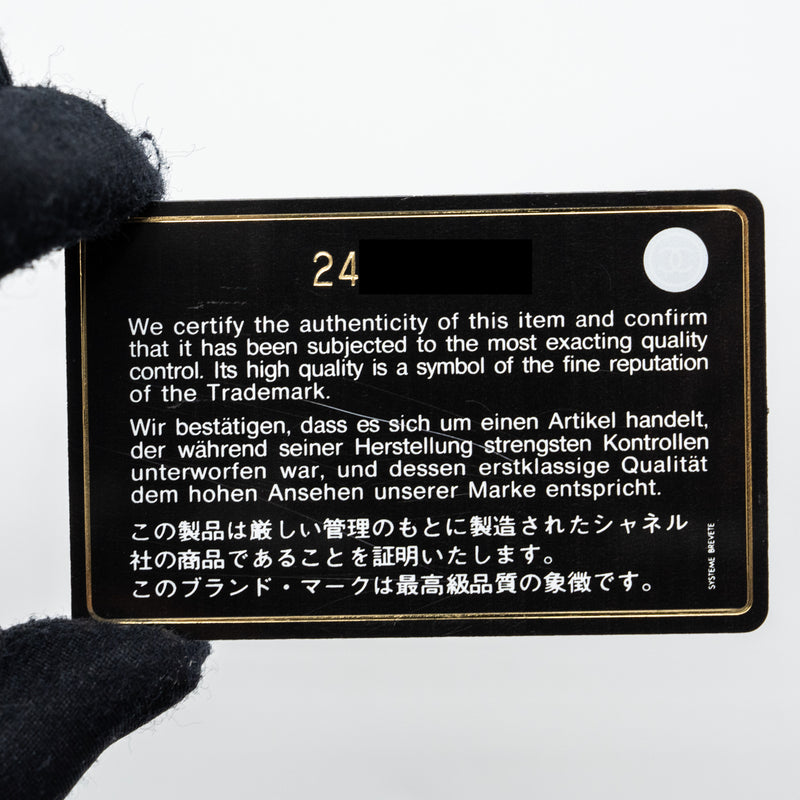 24
We certify the authenticity of this item and confirm
that it has been subjected to the most exacting quality
control. Its high quality is a symbol of the fine reputation
of the Trademark.
Wir bestätigen, dass es sich um einen Artikel handelt,
der während seiner Herstellung strengsten Kontrollen
unterworfen war, und dessen erstklassige Qualität
dem hohen Ansehen unserer Marke entspricht.
この製品は厳しい管理のもとに製造されたシャネル
社の商品であることを証明いたします。
このブランド・マークは最高級品質の象徴です。
SYSTEME BREVETE